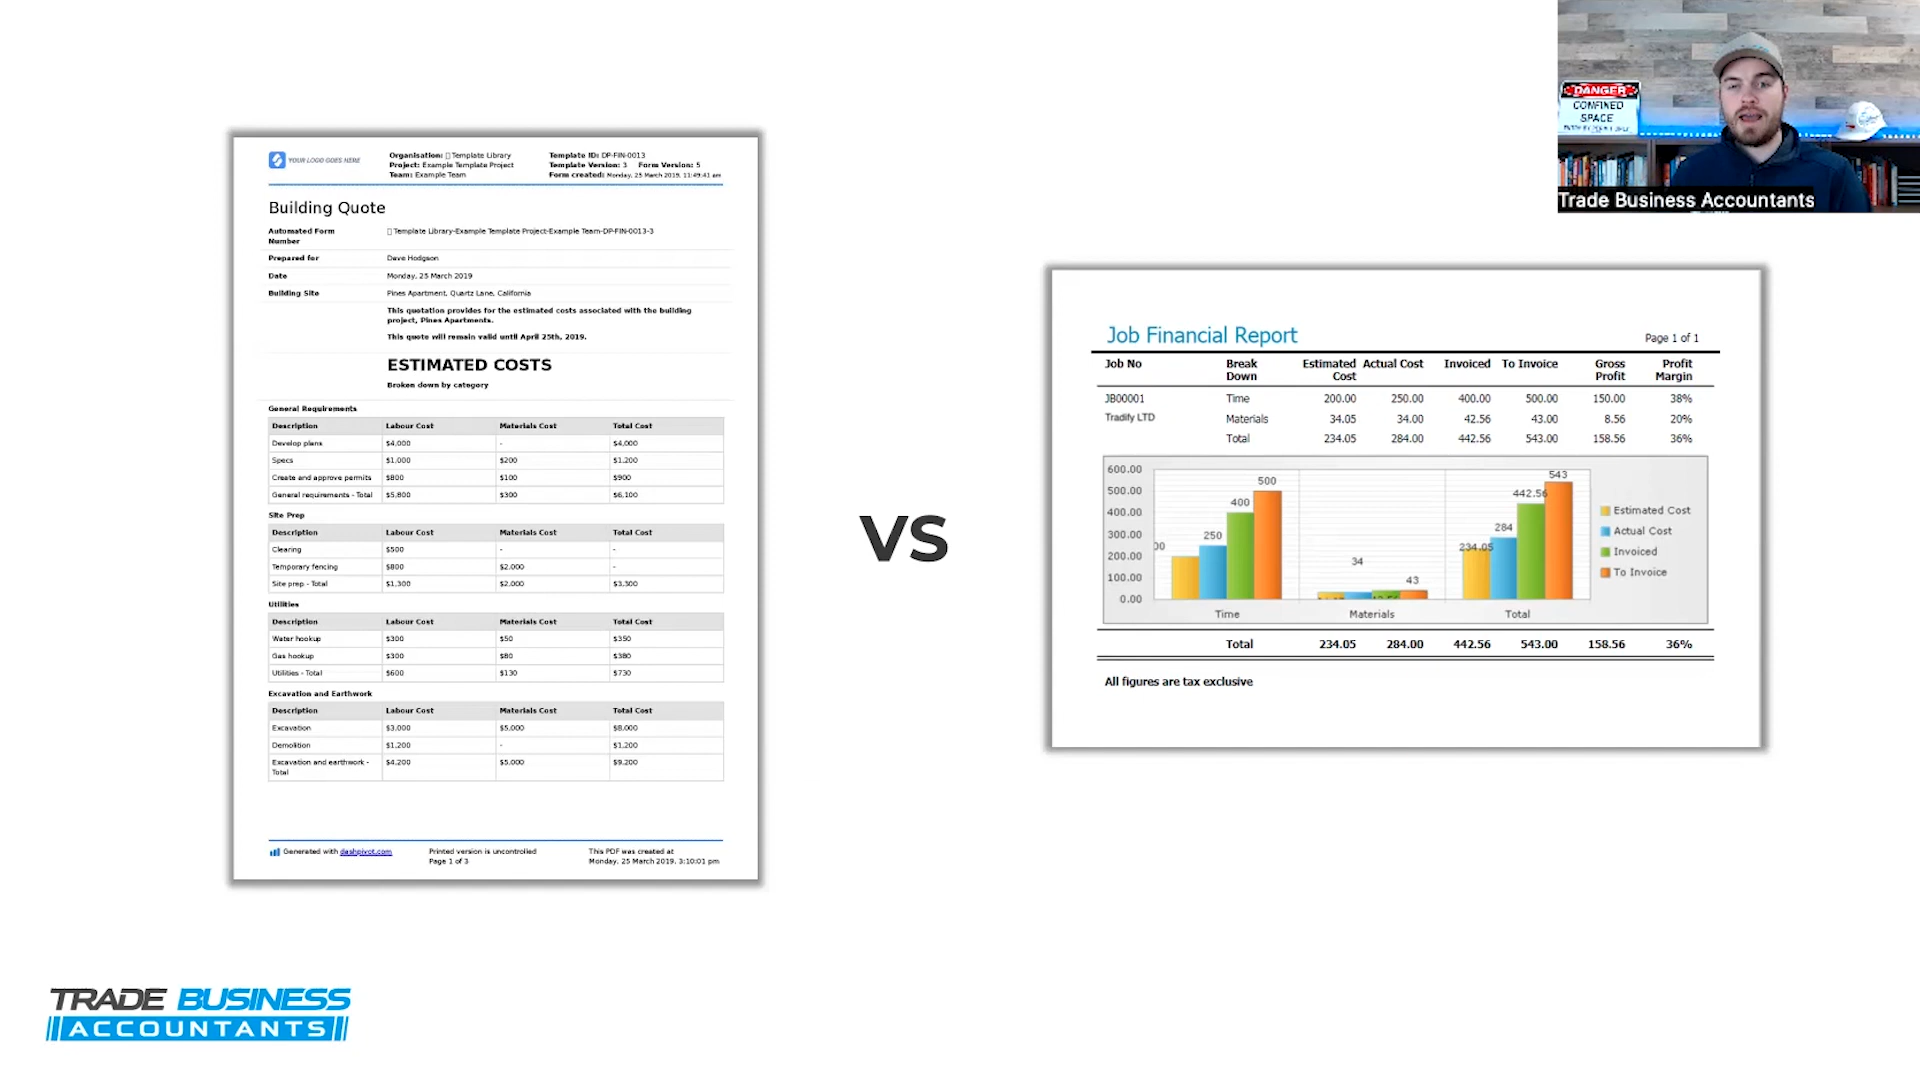 YOUR LOGO GOES HERE
Organisation: Template Library
Project: Example Template Project
Team: Example Team
Template ID: DP-FIN-0013
Template Version: 3 Form Version: 5
Form created: Monday, 25 March 2019, 11:49:41 am
Building Quote
Automated Form Number
Template Library-Example Template Project-Example Team-DP-FIN-0013-3
Prepared for Dave Hodgson
Date Monday, 25 March 2019
Building Site Pines Apartment, Quartz Lane, California
This quotation provides for the estimated costs associated with the building
project, Pines Apartments.
This quote will remain valid until April 25th, 2019.
ESTIMATED COSTS
Broken down by category
General Requirements
Description Labour Cost Materials Cost Total Cost
Develop plans $4,000 - $4,000
Specs $1,000 $200 $1,200
Create and approve permits $800 $100 $900
General requirements - Total $5,800 $300 $6,100
Site Prep
Description Labour Cost Materials Cost Total Cost
Clearing $500 - -
Temporary fencing $800 $2,000 -
Site prep - Total $1,300 $2,000 $3,300
Utilities
Description Labour Cost Materials Cost Total Cost
Water hookup $300 $50 $350
Gas hookup $300 $80 $380
Utilities - Total $600 $130 $730
Excavation and Earthwork
Description Labour Cost Materials Cost Total Cost
Excavation $3,000 $5,000 $8,000
Demolition $1,200 - $1,200
Excavation and earthwork - $4,200 $5,000 $9,200
Total
Generated with dashpivot.com
Printed version is uncontrolled
Page 1 of 3
This PDF was created at
Monday, 25 March 2019, 3:10:01 pm
VS
Job Financial Report
Page 1 of 1
Job No Break Down Estimated Cost Actual Cost Invoiced To Invoice Gross Profit Profit Margin
JB00001 Time 200.00 250.00 400.00 500.00 150.00 38%
Tradify LTD Materials 34.05 34.00 42.56 43.00 8.56 20%
Total 234.05 284.00 442.56 543.00 158.56 36%
600.00
500.00
400.00
300.00
200.00
100.00
0.00
00
250
400
500
34
43
234.05
284
442.56
543
Time Materials Total
Estimated Cost
Actual Cost
Invoiced
To Invoice
Total 234.05 284.00 442.56 543.00 158.56 36%
All figures are tax exclusive
DANGER
CONFINED
SPACE
Trade Business Accountants
TRADE BUSINESS
ACCOUNTANTS